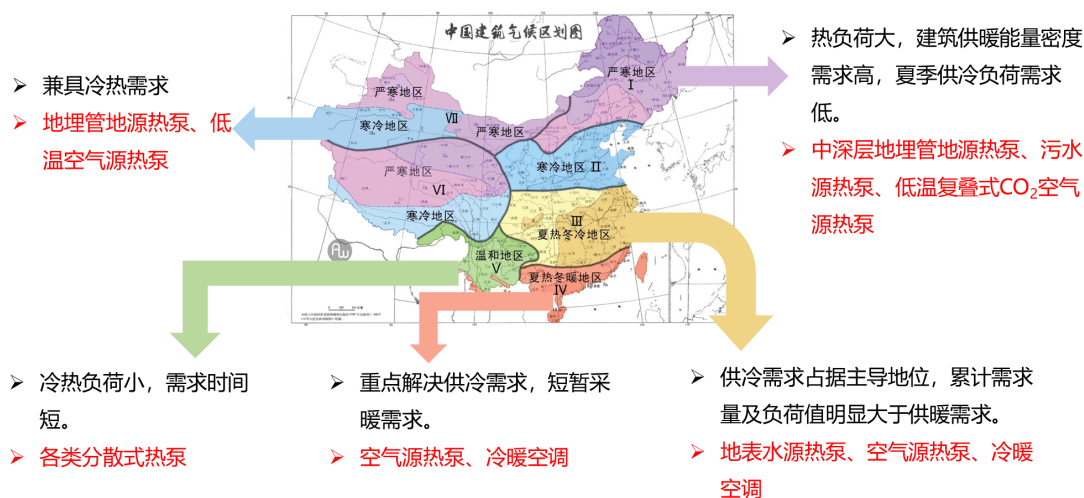 中国建筑气候区划图
➢ 兼具冷热需求
➢ 地埋管地源热泵、低
温空气源热泵
➢ 热负荷大，建筑供暖能量密度
需求高，夏季供冷负荷需求
低。
➢ 中深层地埋管地源热泵、污水
源热泵、低温复叠式CO₂空气
源热泵
严寒地区
Ⅰ
严寒地区
寒冷地区
Ⅶ
严寒地区
寒冷地区 Ⅱ
严寒地区
Ⅵ
寒冷地区
Ⅲ
夏热冬冷地区
温和地区
Ⅴ
夏热冬暖地区
Ⅳ
➢ 冷热负荷小，需求时间
短。
➢ 各类分散式热泵
➢ 重点解决供冷需求，短暂采
暖需求。
➢ 空气源热泵、冷暖空调
➢ 供冷需求占据主导地位，累计需求
量及负荷值明显大于供暖需求。
➢ 地表水源热泵、空气源热泵、冷暖
空调